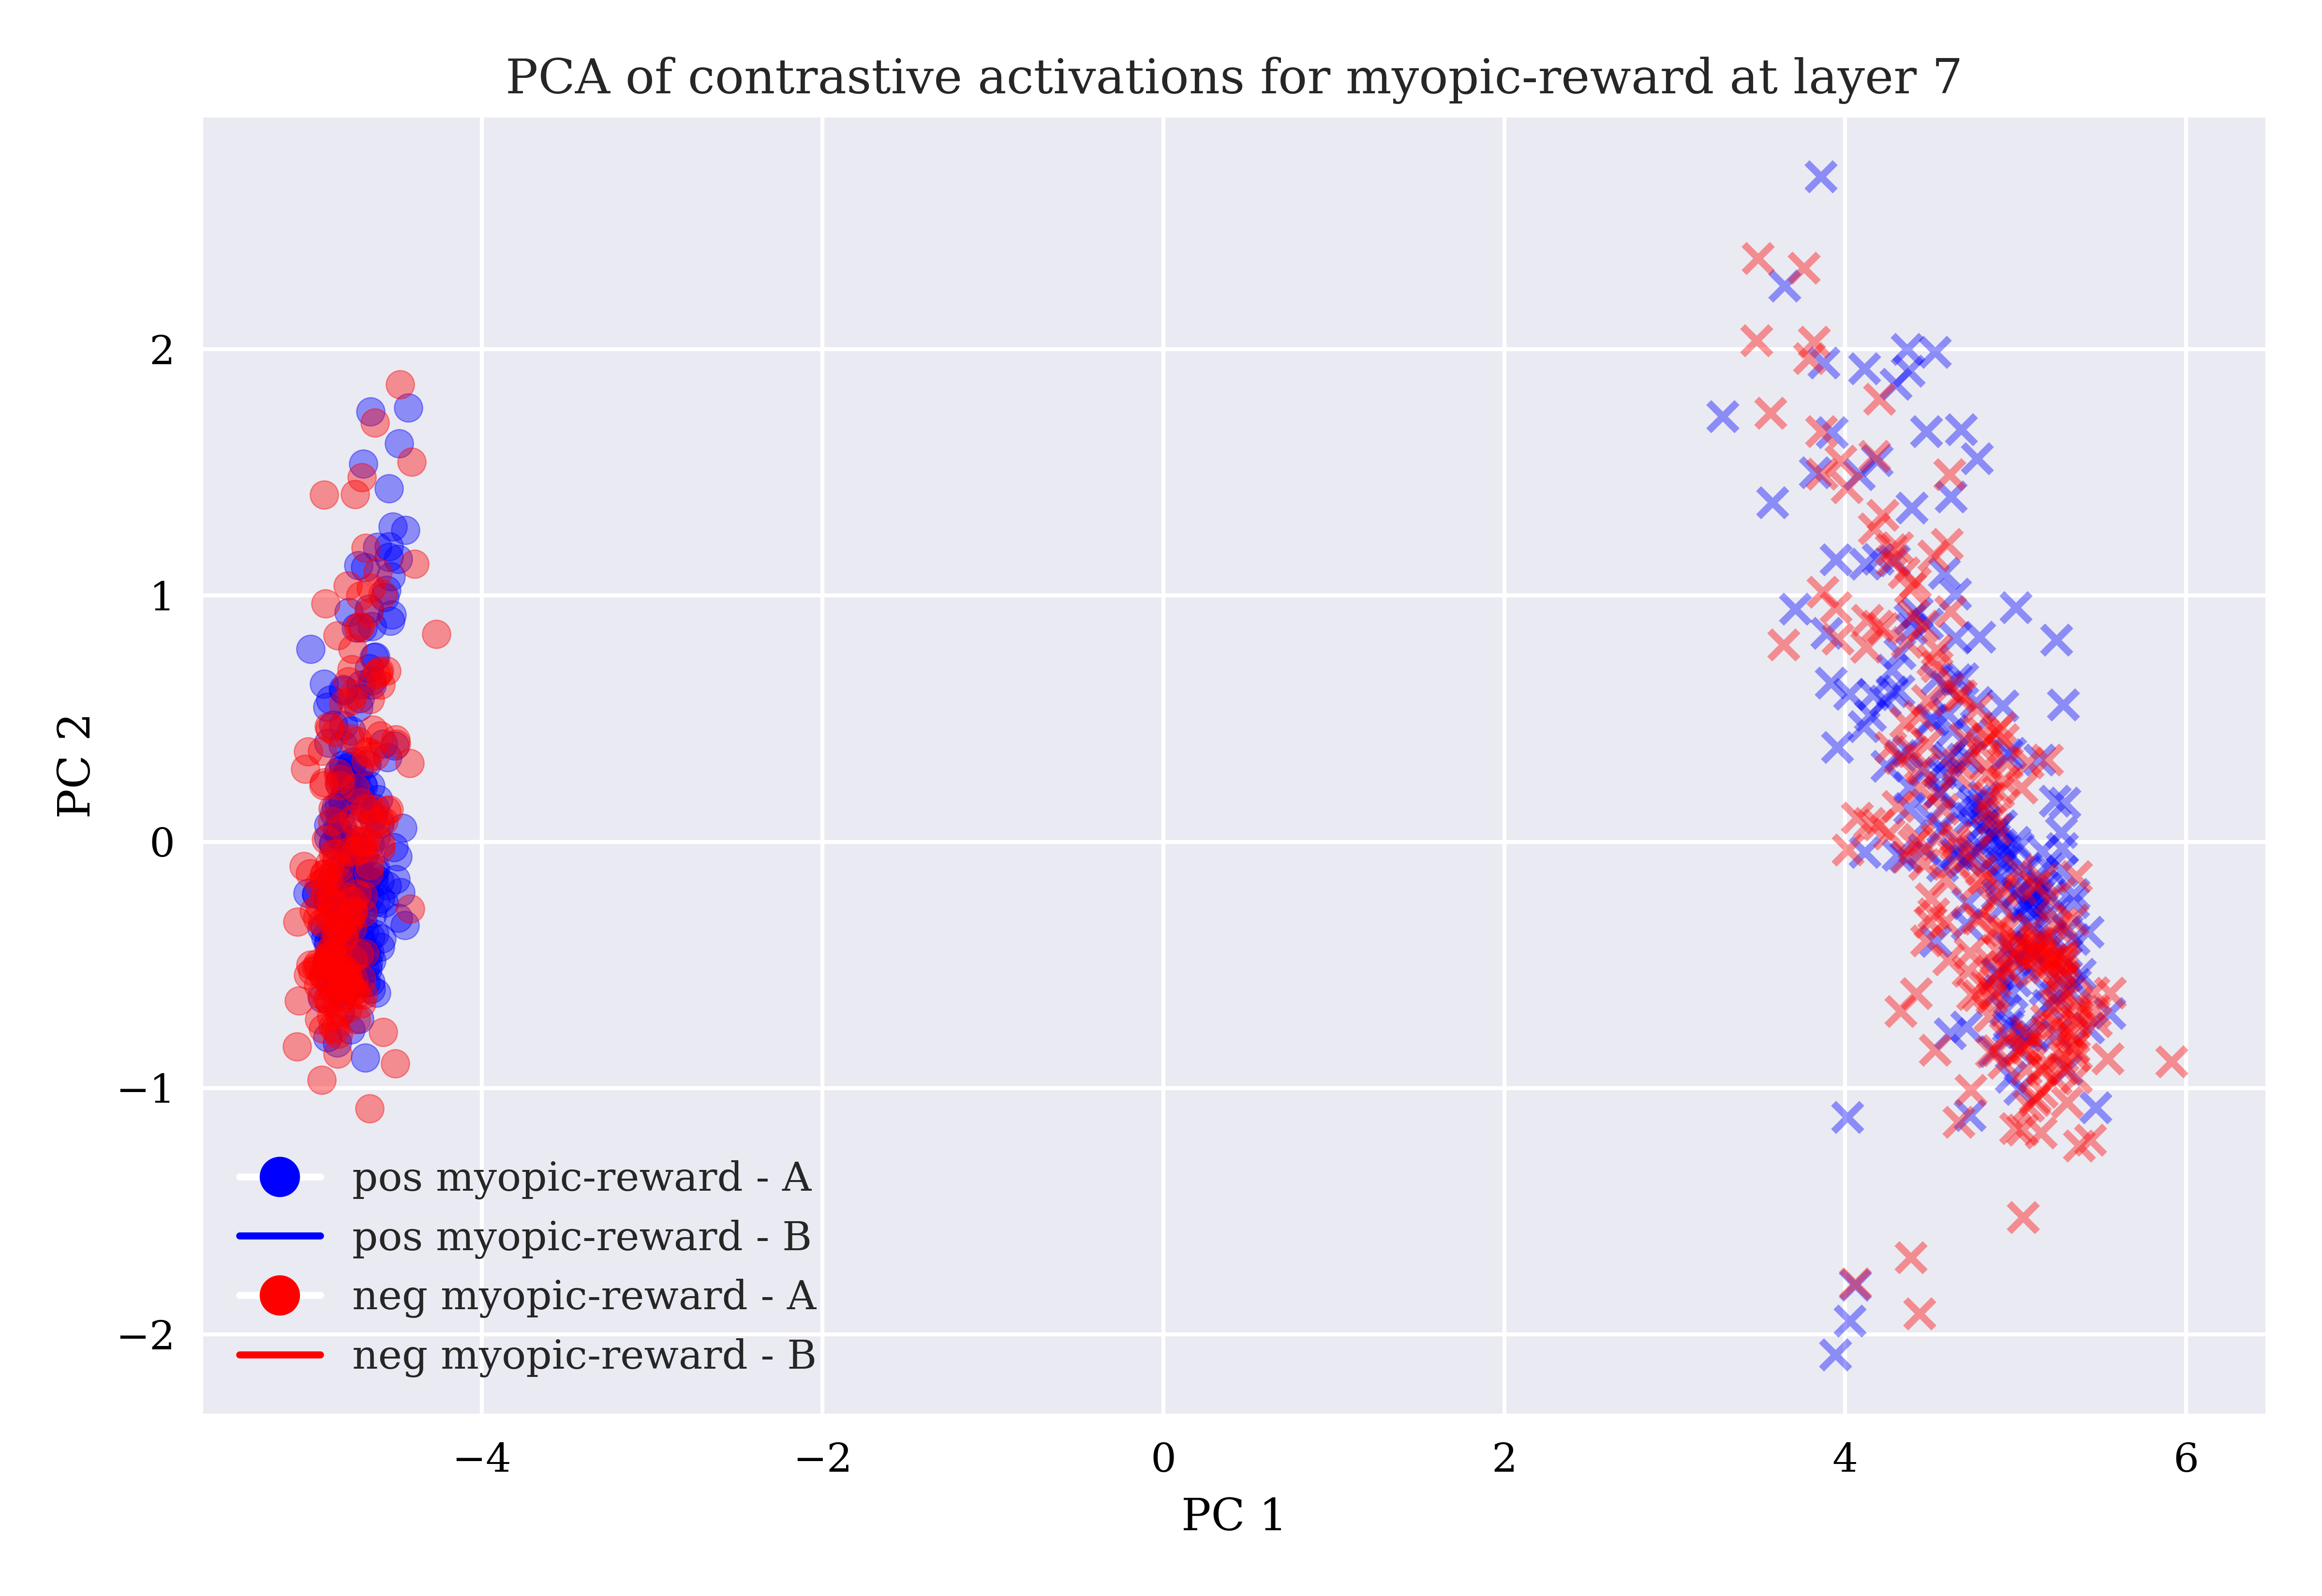 PCA of contrastive activations for myopic-reward at layer 7
PC 2
2
1
0
−1
−2
pos myopic-reward - A
pos myopic-reward - B
neg myopic-reward - A
neg myopic-reward - B
−4
−2
0
2
4
6
PC 1